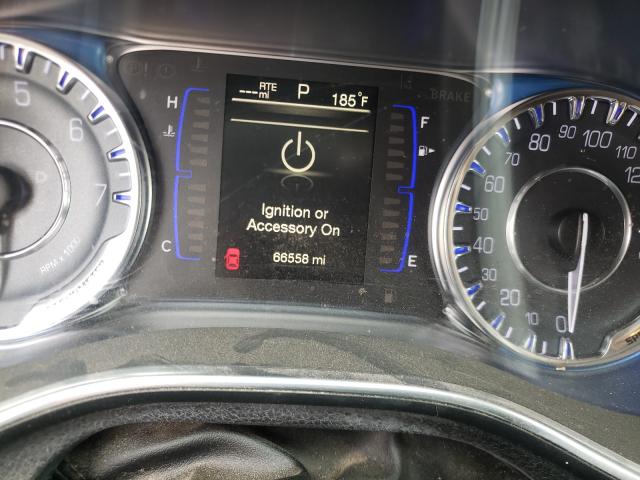 RTE
---mi P 185°F
H
F
BRAKE
5
6
7
RPM x 1000
C
E
Ignition or
Accessory On
66558 mi
0
10
20
30
40
50
60
70
80
90
100
110